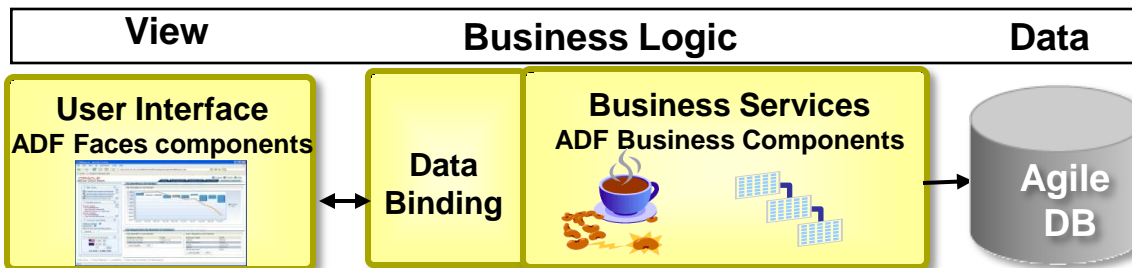 View
Business Logic
Data
User Interface
ADF Faces components
Data
Binding
Business Services
ADF Business Components
Agile
DB